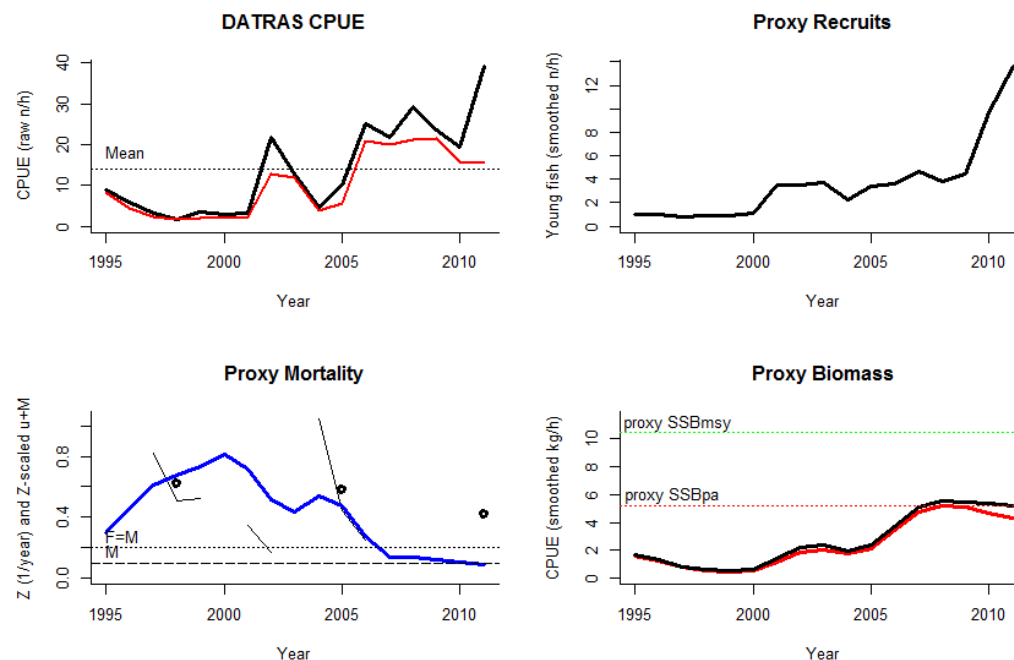 DATRAS CPUE
CPUE (raw n/h)
0 10 20 30 40
Mean
1995 2000 2005 2010
Year
Proxy Recruits
Young fish (smoothed n/h)
0 2 4 6 8 12
1995 2000 2005 2010
Year
Proxy Mortality
Z (1/year) and Z-scaled u+M
0.0 0.4 0.8
F=M
M
1995 2000 2005 2010
Year
Proxy Biomass
CPUE (smoothed kg/h)
0 2 4 6 8 10
proxy SSBmsy
proxy SSBpa
1995 2000 2005 2010
Year